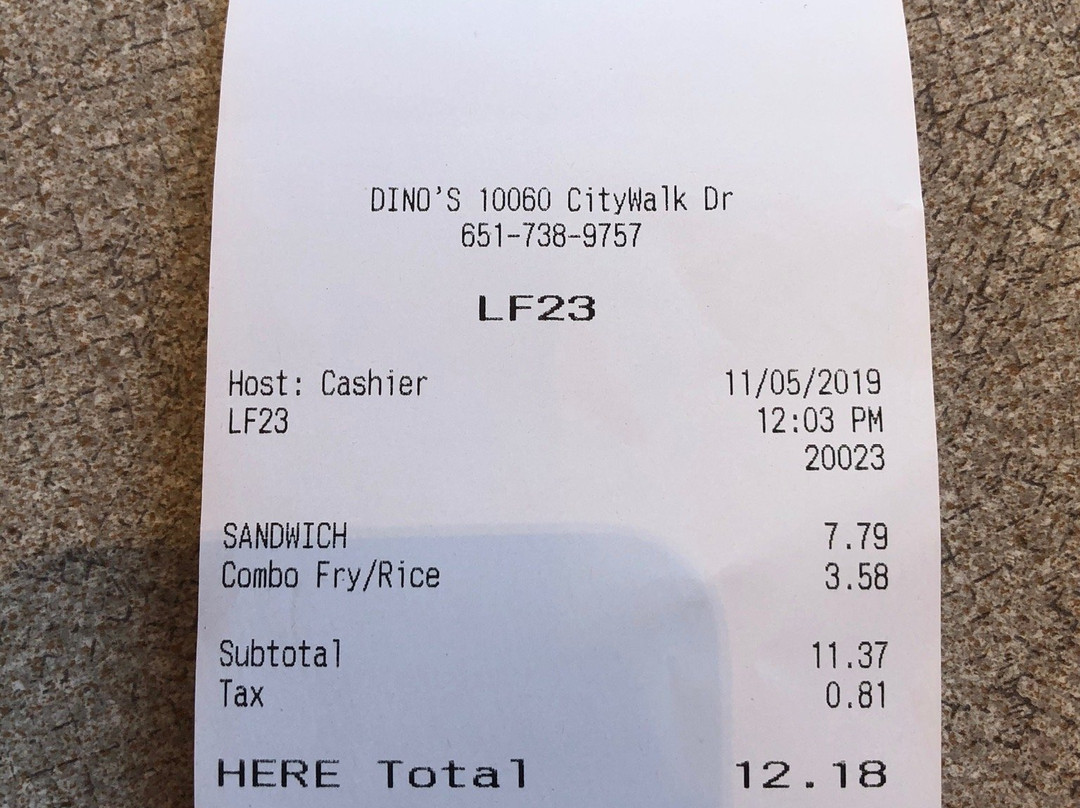 DINO'S 10060 CityWalk Dr
651-738-9757
LF23
Host: Cashier 11/05/2019
LF23 12:03 PM
20023
SANDWICH 7.79
Combo Fry/Rice 3.58
Subtotal 11.37
Tax 0.81
HERE Total 12.18